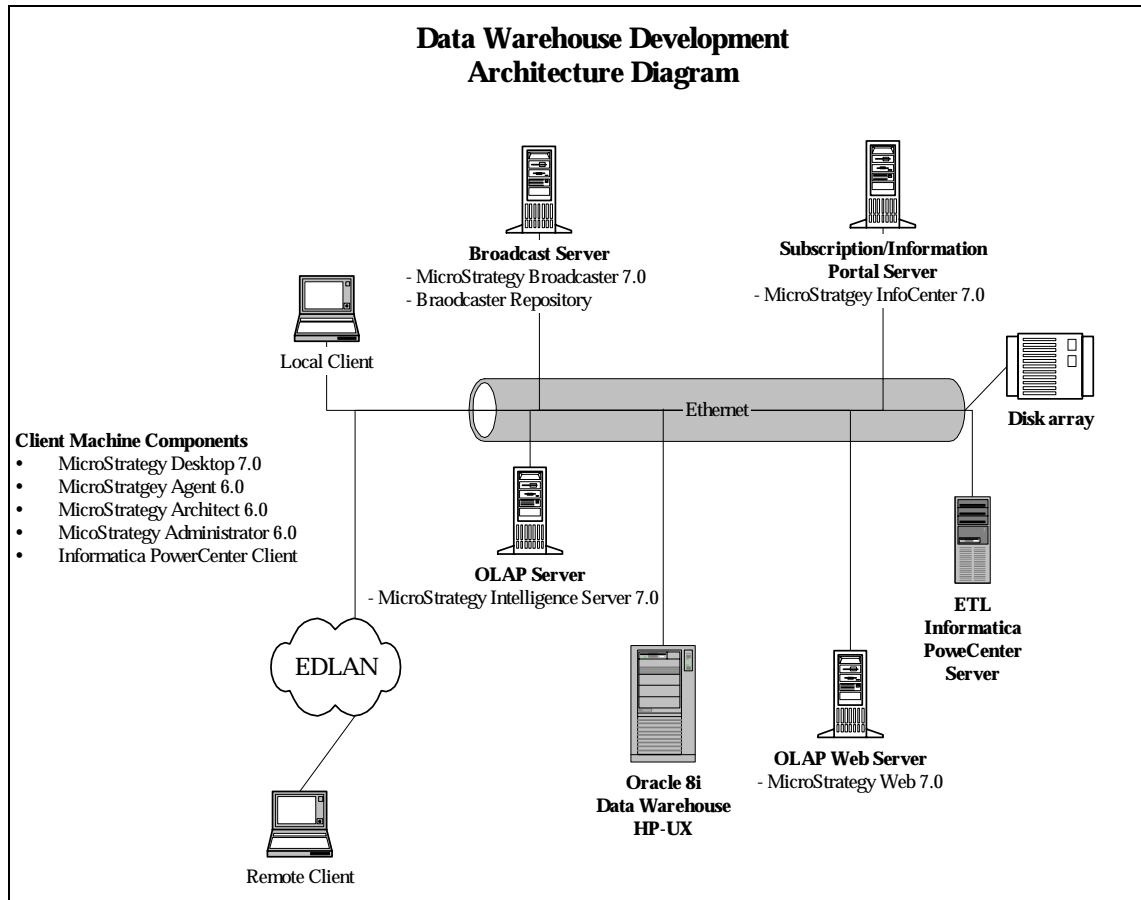 Data Warehouse Development
Architecture Diagram
Broadcast Server
- MicroStrategy Broadcaster 7.0
- Braodcaster Repository
Subscription/Information
Portal Server
- MicroStratgey InfoCenter 7.0
Local Client
Ethernet
Disk array
Client Machine Components
• MicroStrategy Desktop 7.0
• MicroStratgey Agent 6.0
• MicroStrategy Architect 6.0
• MicoStrategy Administrator 6.0
• Informatica PowerCenter Client
OLAP Server
- MicroStrategy Intelligence Server 7.0
ETL
Informatica
PoweCenter
Server
EDLAN
OLAP Web Server
- MicroStrategy Web 7.0
Oracle 8i
Data Warehouse
HP-UX
Remote Client